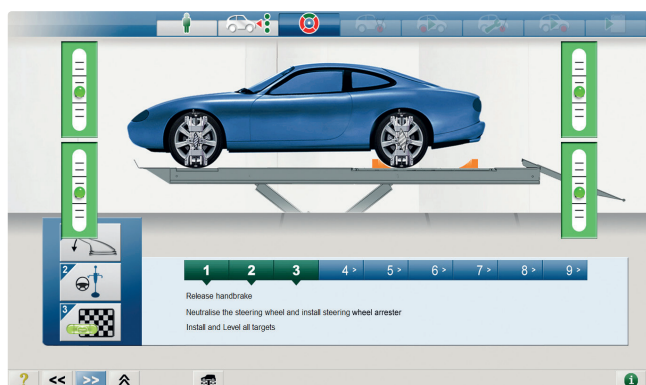 2
3
1 2 3 4 > 5 > 6 > 7 > 8 > 9 >
Release handbrake
Neutralise the steering wheel and install steering wheel arrester
Install and Level all targets
? << >> i